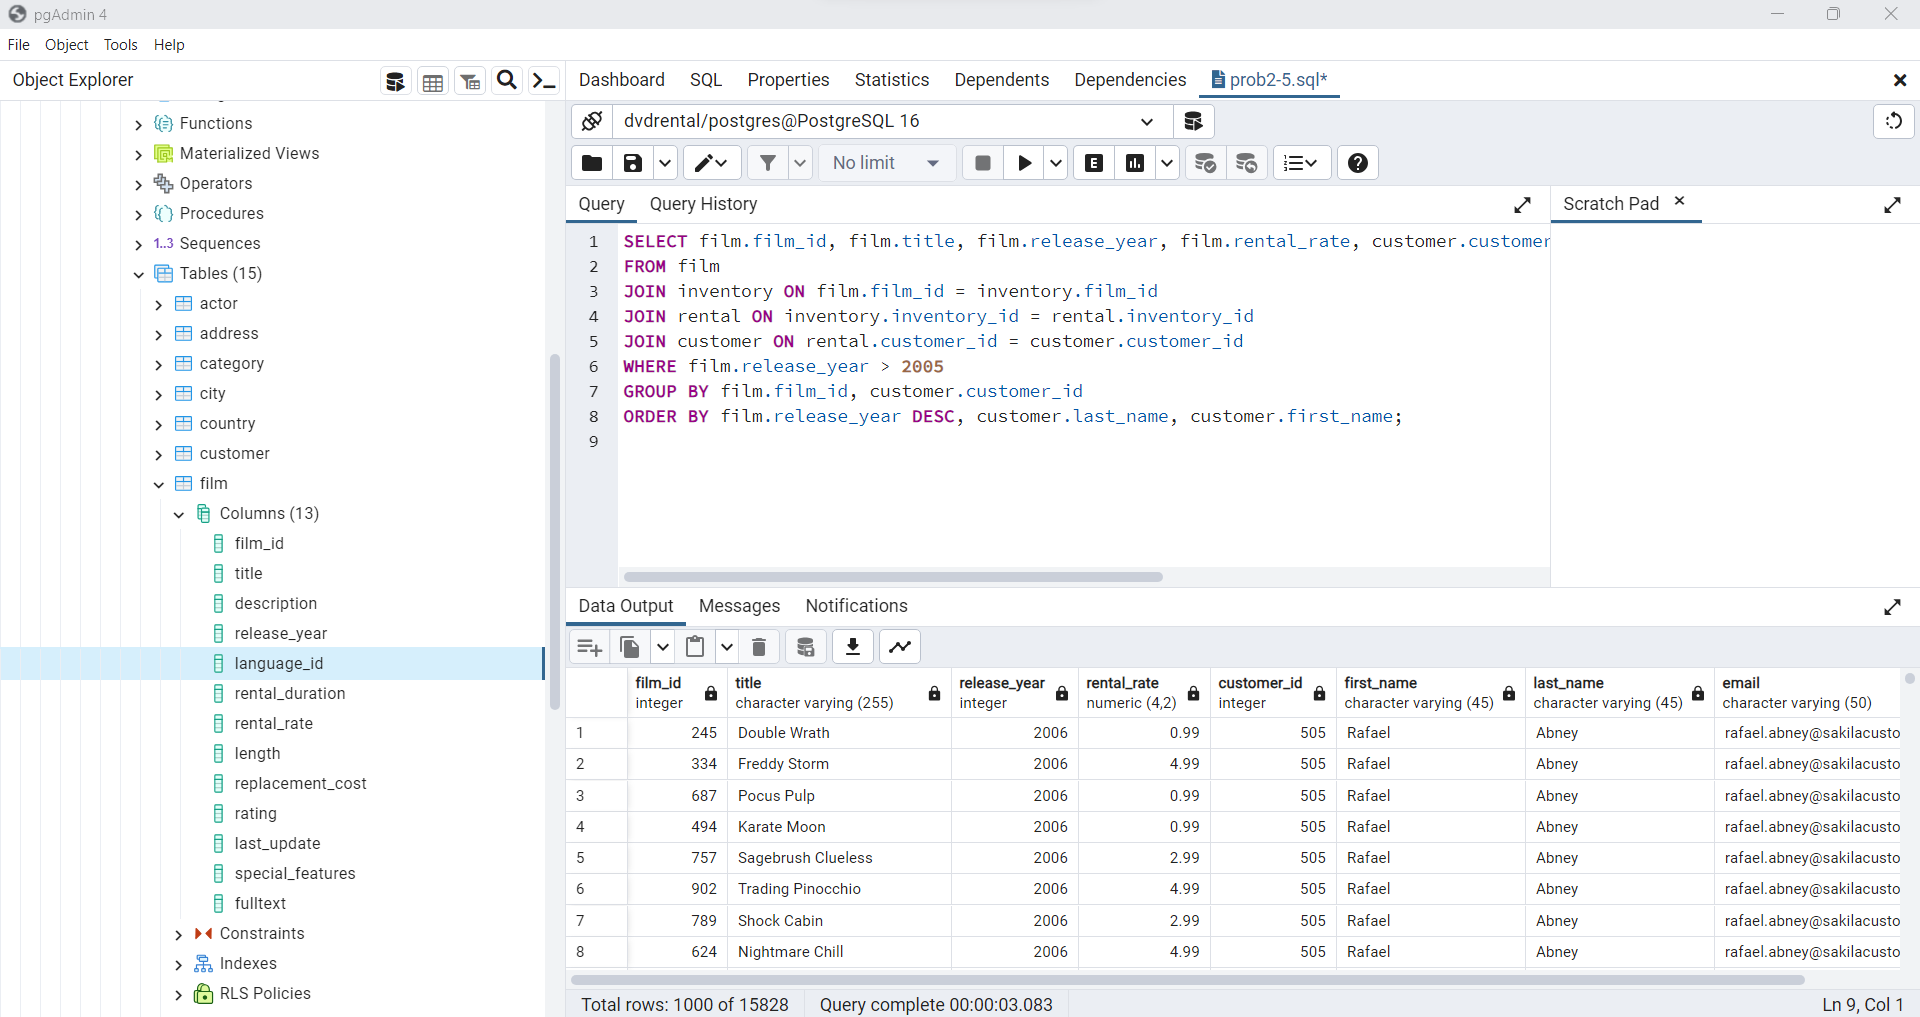 pgAdmin 4
File Object Tools Help
Object Explorer
Dashboard SQL Properties Statistics Dependents Dependencies prob2-5.sql*
Functions
Materialized Views
Operators
Procedures
1..3 Sequences
Tables (15)
actor
address
category
city
country
customer
film
Columns (13)
film_id
title
description
release_year
language_id
rental_duration
rental_rate
length
replacement_cost
rating
last_update
special_features
fulltext
Constraints
Indexes
RLS Policies
dvdrental/postgres@PostgreSQL 16
No limit
E
Query Query History
Scratch Pad
1 SELECT film.film_id, film.title, film.release_year, film.rental_rate, customer.customer
2 FROM film
3 JOIN inventory ON film.film_id = inventory.film_id
4 JOIN rental ON inventory.inventory_id = rental.inventory_id
5 JOIN customer ON rental.customer_id = customer.customer_id
6 WHERE film.release_year > 2005
7 GROUP BY film.film_id, customer.customer_id
8 ORDER BY film.release_year DESC, customer.last_name, customer.first_name;
9
Data Output Messages Notifications
film_id title release_year rental_rate customer_id first_name last_name email
integer character varying (255) integer numeric (4,2) integer character varying (45) character varying (45) character varying (50)
1 245 Double Wrath 2006 0.99 505 Rafael Abney rafael.abney@sakilacusto
2 334 Freddy Storm 2006 4.99 505 Rafael Abney rafael.abney@sakilacusto
3 687 Pocus Pulp 2006 0.99 505 Rafael Abney rafael.abney@sakilacusto
4 494 Karate Moon 2006 0.99 505 Rafael Abney rafael.abney@sakilacusto
5 757 Sagebrush Clueless 2006 2.99 505 Rafael Abney rafael.abney@sakilacusto
6 902 Trading Pinocchio 2006 4.99 505 Rafael Abney rafael.abney@sakilacusto
7 789 Shock Cabin 2006 2.99 505 Rafael Abney rafael.abney@sakilacusto
8 624 Nightmare Chill 2006 4.99 505 Rafael Abney rafael.abney@sakilacusto
Total rows: 1000 of 15828 Query complete 00:00:03.083 Ln 9, Col 1